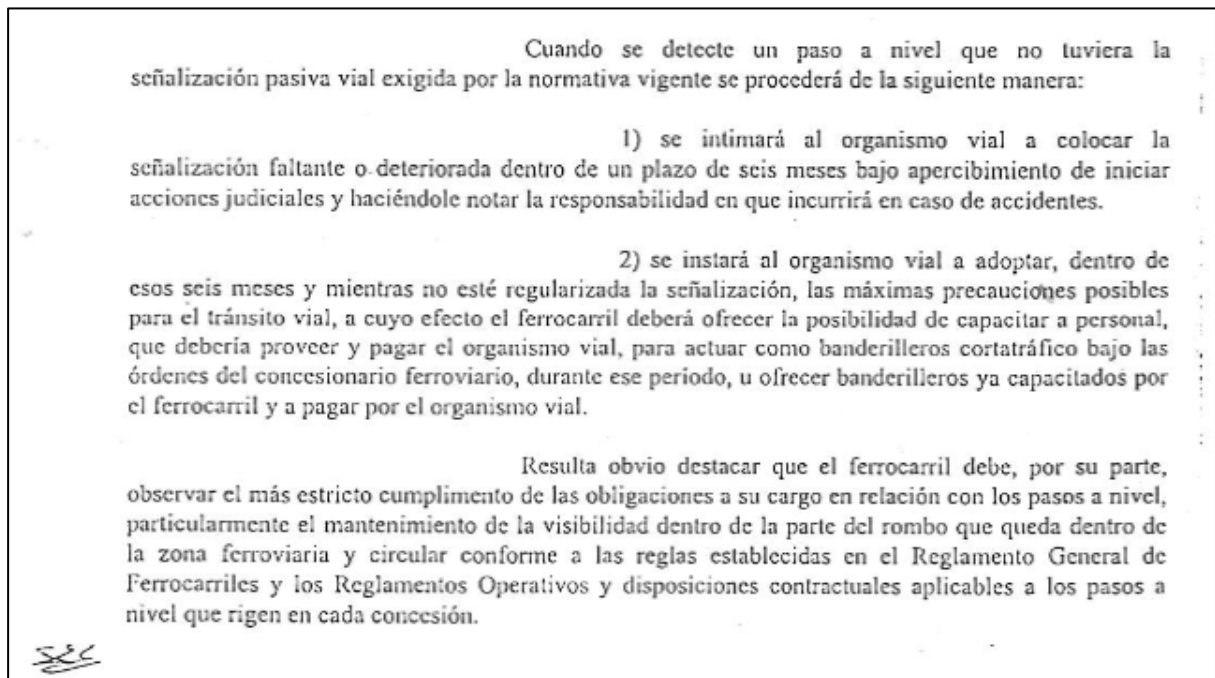 Cuando se detecte un paso a nivel que no tuviera la
señalización pasiva vial exigida por la normativa vigente se procederá de la siguiente manera:
1) se intimará al organismo vial a colocar la
señalización faltante o deteriorada dentro de un plazo de seis meses bajo apercibimiento de iniciar
acciones judiciales y haciéndole notar la responsabilidad en que incurrirá en caso de accidentes.
2) se instará al organismo vial a adoptar, dentro de
esos seis meses y mientras no esté regularizada la señalización, las máximas precauciones posibles
para el tránsito vial, a cuyo efecto el ferrocarril deberá ofrecer la posibilidad de capacitar a personal,
que debería proveer y pagar el organismo vial, para actuar como banderilleros cortatráfico bajo las
órdenes del concesionario ferroviario, durante ese período, u ofrecer banderilleros ya capacitados por
el ferrocarril y a pagar por el organismo vial.
Resulta obvio destacar que el ferrocarril debe, por su parte,
observar el más estricto cumplimento de las obligaciones a su cargo en relación con los pasos a nivel,
particularmente el mantenimiento de la visibilidad dentro de la parte del rombo que queda dentro de
la zona ferroviaria y circular conforme a las reglas establecidas en el Reglamento General de
Ferrocarriles y los Reglamentos Operativos y disposiciones contractuales aplicables a los pasos a
nivel que rigen en cada concesión.